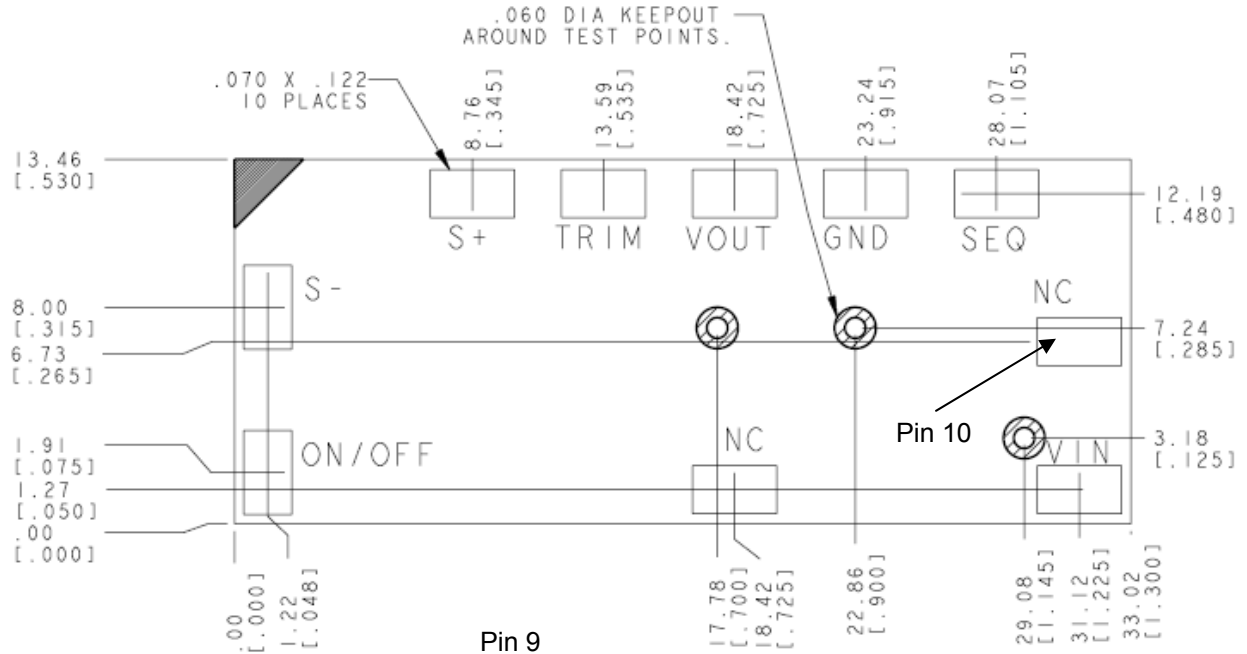 .060 DIA KEEPOUT
AROUND TEST POINTS.
.070 X .122
10 PLACES
8.76
[.345]
13.59
[.535]
18.42
[.725]
23.24
[.915]
28.07
[1.105]
13.46
[.530]
12.19
[.480]
S+
TRIM
VOUT
GND
SEQ
S-
NC
8.00
[.315]
7.24
[.285]
6.73
[.265]
Pin 10
1.91
[.075]
ON/OFF
NC
3.18
[.125]
VIN
1.27
[.050]
.00
[.000]
.00
[.000]
1.22
[.048]
17.78
[.700]
18.42
[.725]
22.86
[.900]
29.08
[1.145]
31.12
[1.225]
33.02
[1.300]
Pin 9